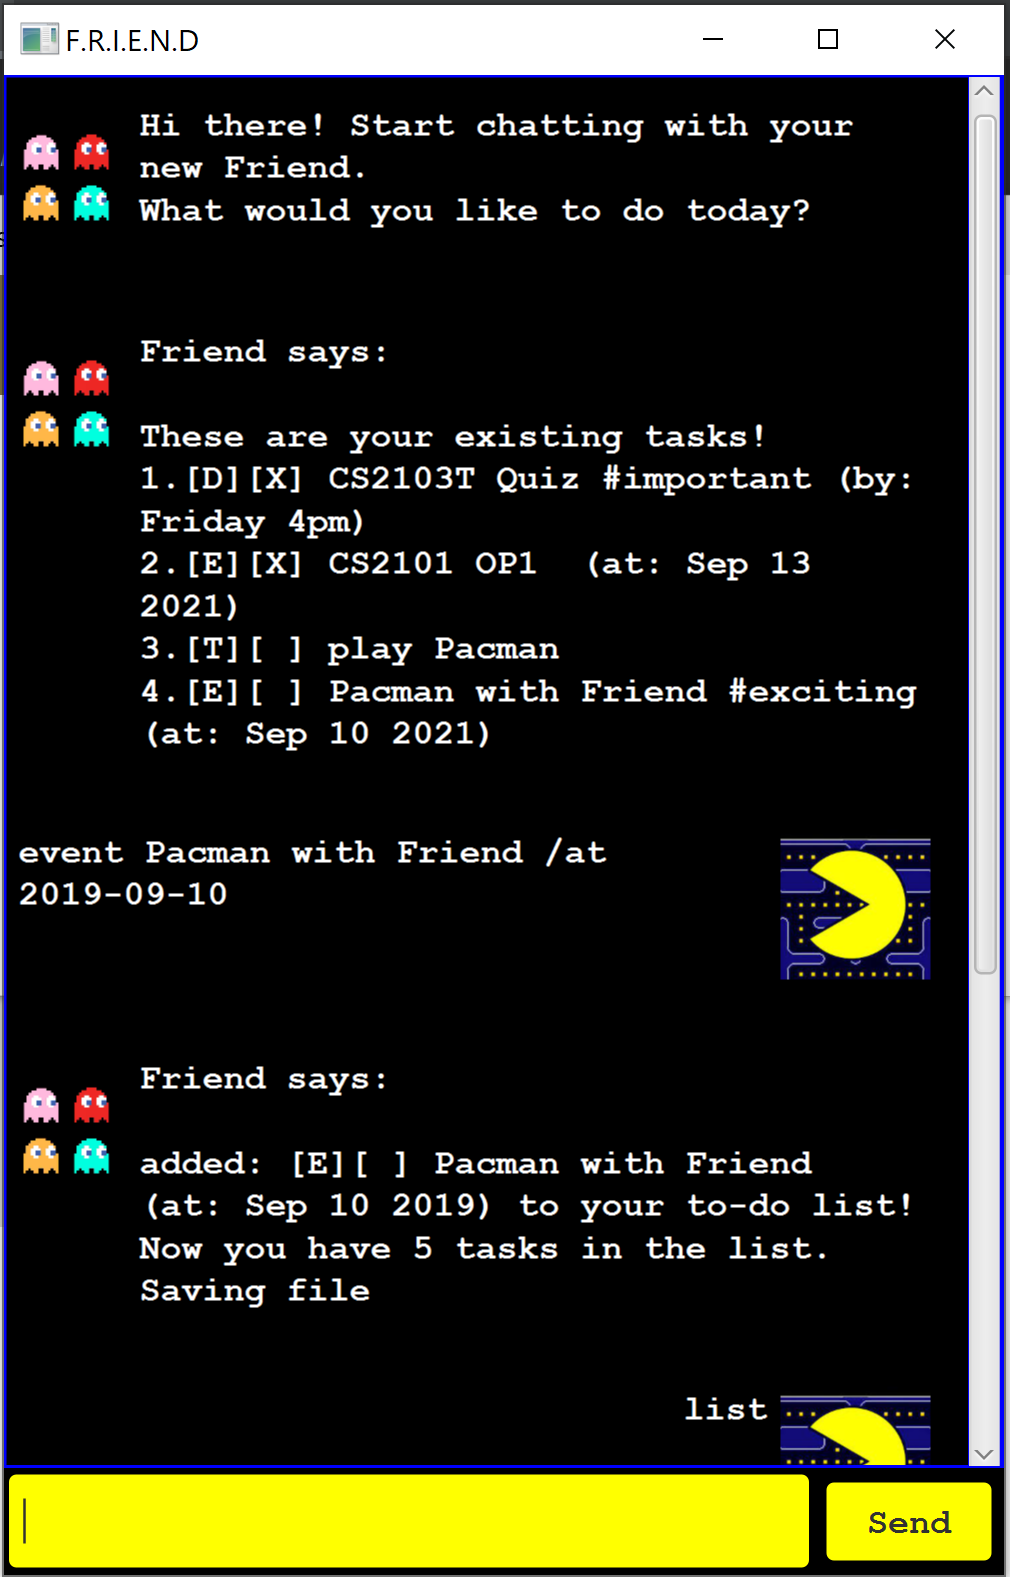 F.R.I.E.N.D
Hi there! Start chatting with your
new Friend.
What would you like to do today?
Friend says:
These are your existing tasks!
1.[D][X] CS2103T Quiz #important (by:
Friday 4pm)
2.[E][X] CS2101 OP1  (at: Sep 13
2021)
3.[T][ ] play Pacman
4.[E][ ] Pacman with Friend #exciting
(at: Sep 10 2021)
event Pacman with Friend /at
2019-09-10
Friend says:
added: [E][ ] Pacman with Friend
(at: Sep 10 2019) to your to-do list!
Now you have 5 tasks in the list.
Saving file
list
Send